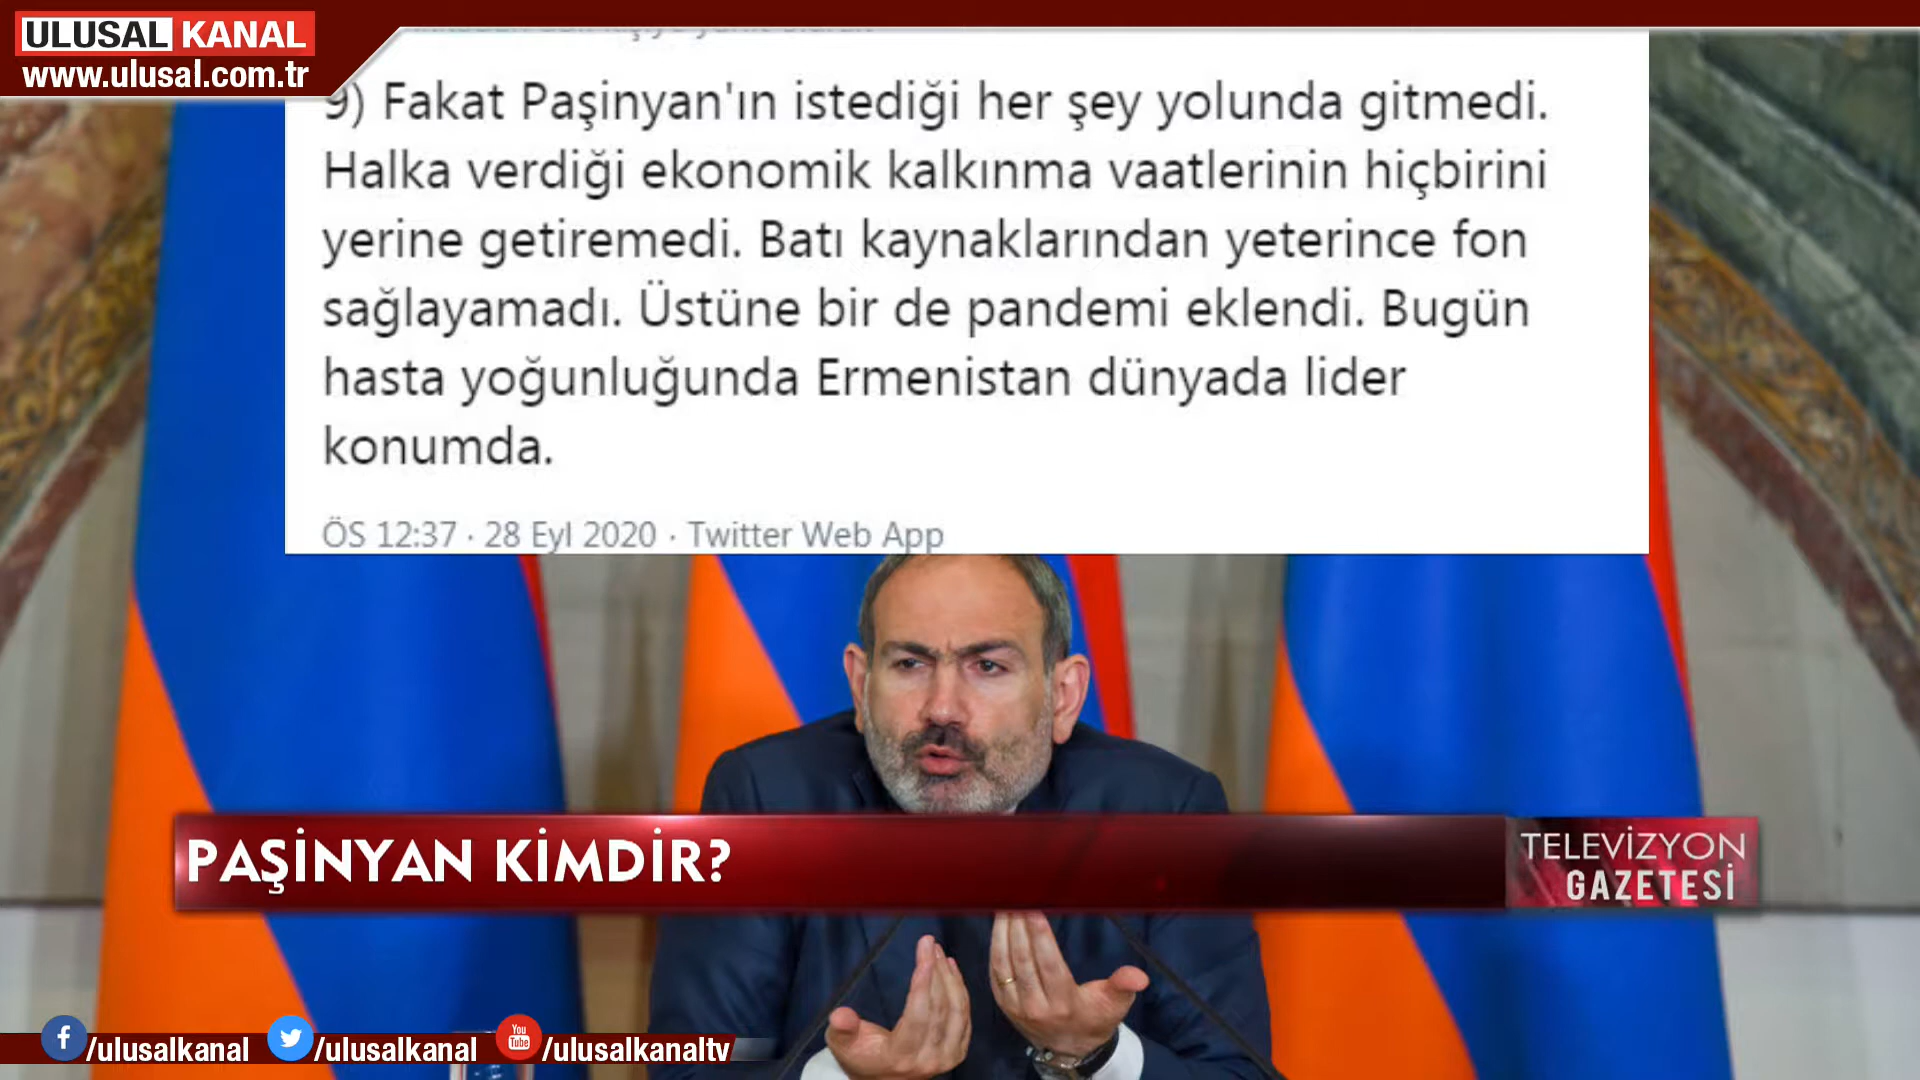 ULUSAL KANAL
www.ulusal.com.tr
9) Fakat Paşinyan'ın istediği her şey yolunda gitmedi.
Halka verdiği ekonomik kalkınma vaatlerinin hiçbirini
yerine getiremedi. Batı kaynaklarından yeterince fon
sağlayamadı. Üstüne bir de pandemi eklendi. Bugün
hasta yoğunluğunda Ermenistan dünyada lider
konumda.
ÖS 12:37 · 28 Eyl 2020 · Twitter Web App
PAŞİNYAN KİMDİR?
TELEVİZYON
GAZETESİ
f /ulusalkanal /ulusalkanal You Tube /ulusalkanaltv